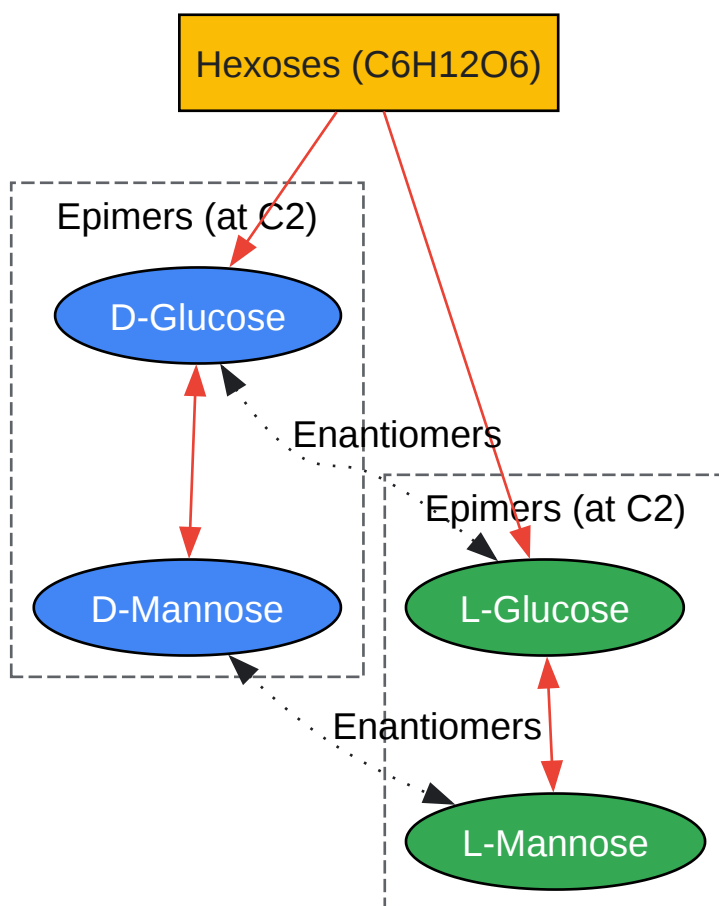 Hexoses (C6H12O6)
Epimers (at C2)
D-Glucose
Enantiomers
Epimers (at C2)
D-Mannose
L-Glucose
Enantiomers
L-Mannose